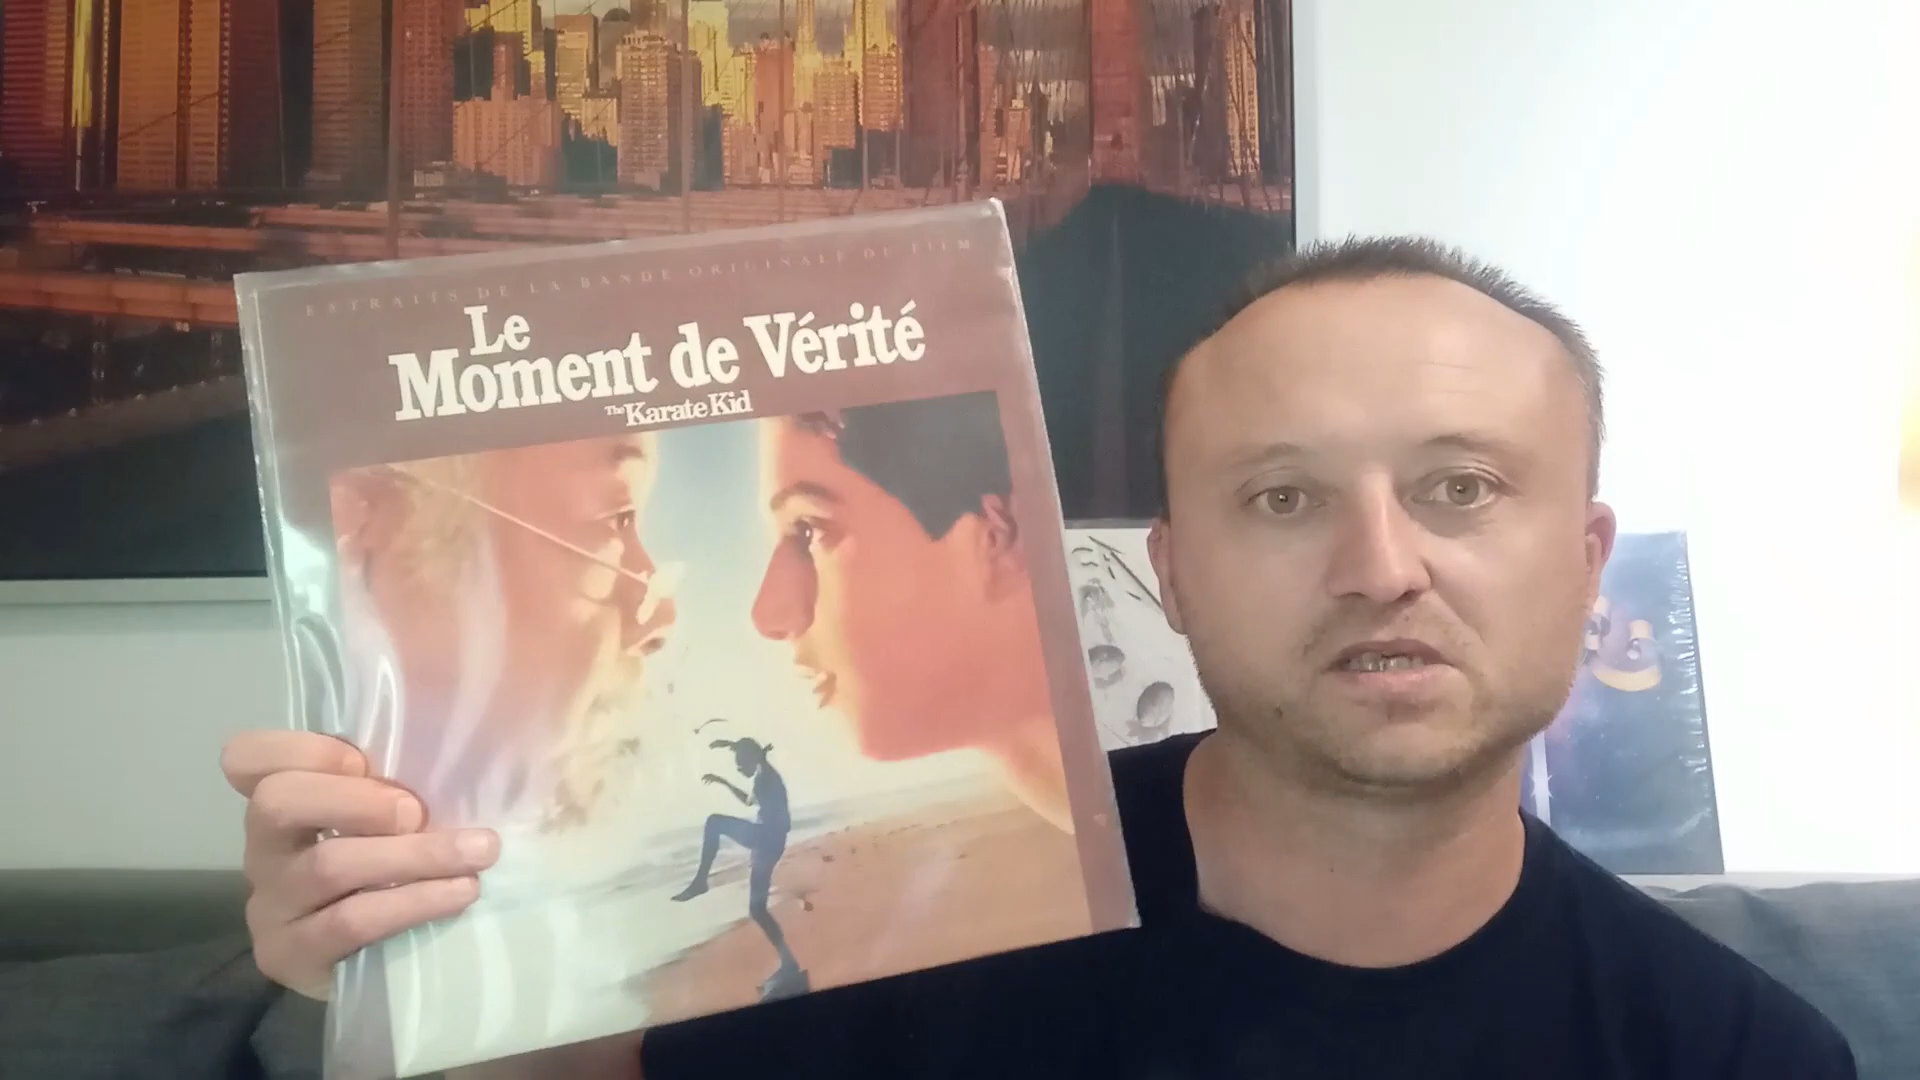 EXTRAITS DE LA BANDE ORIGINALE DU FILM
Le
Moment de Vérité
The Karate Kid